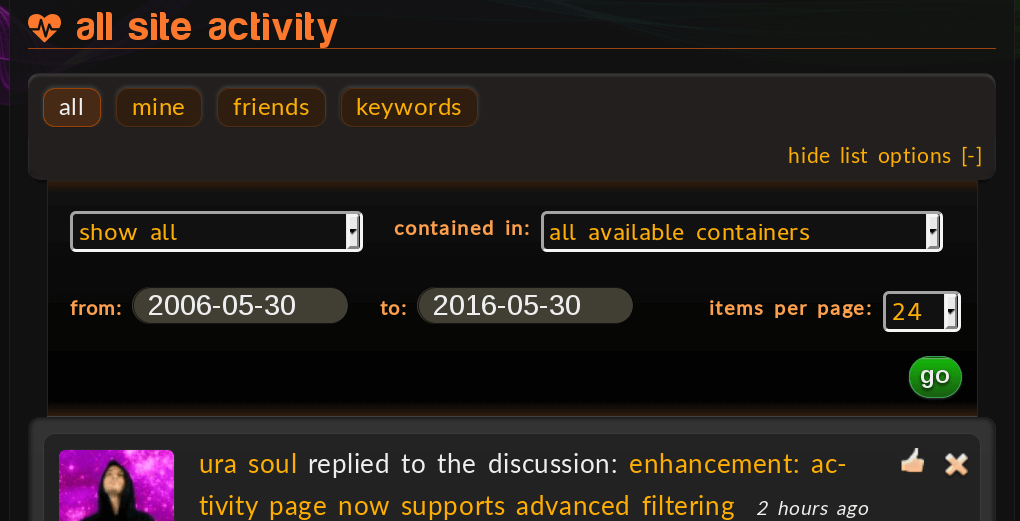 all site activity
all mine friends keywords
hide list options [-]
show all contained in: all available containers
from: 2006-05-30 to: 2016-05-30 items per page: 24
go
ura soul replied to the discussion: enhancement: ac-
tivity page now supports advanced filtering 2 hours ago